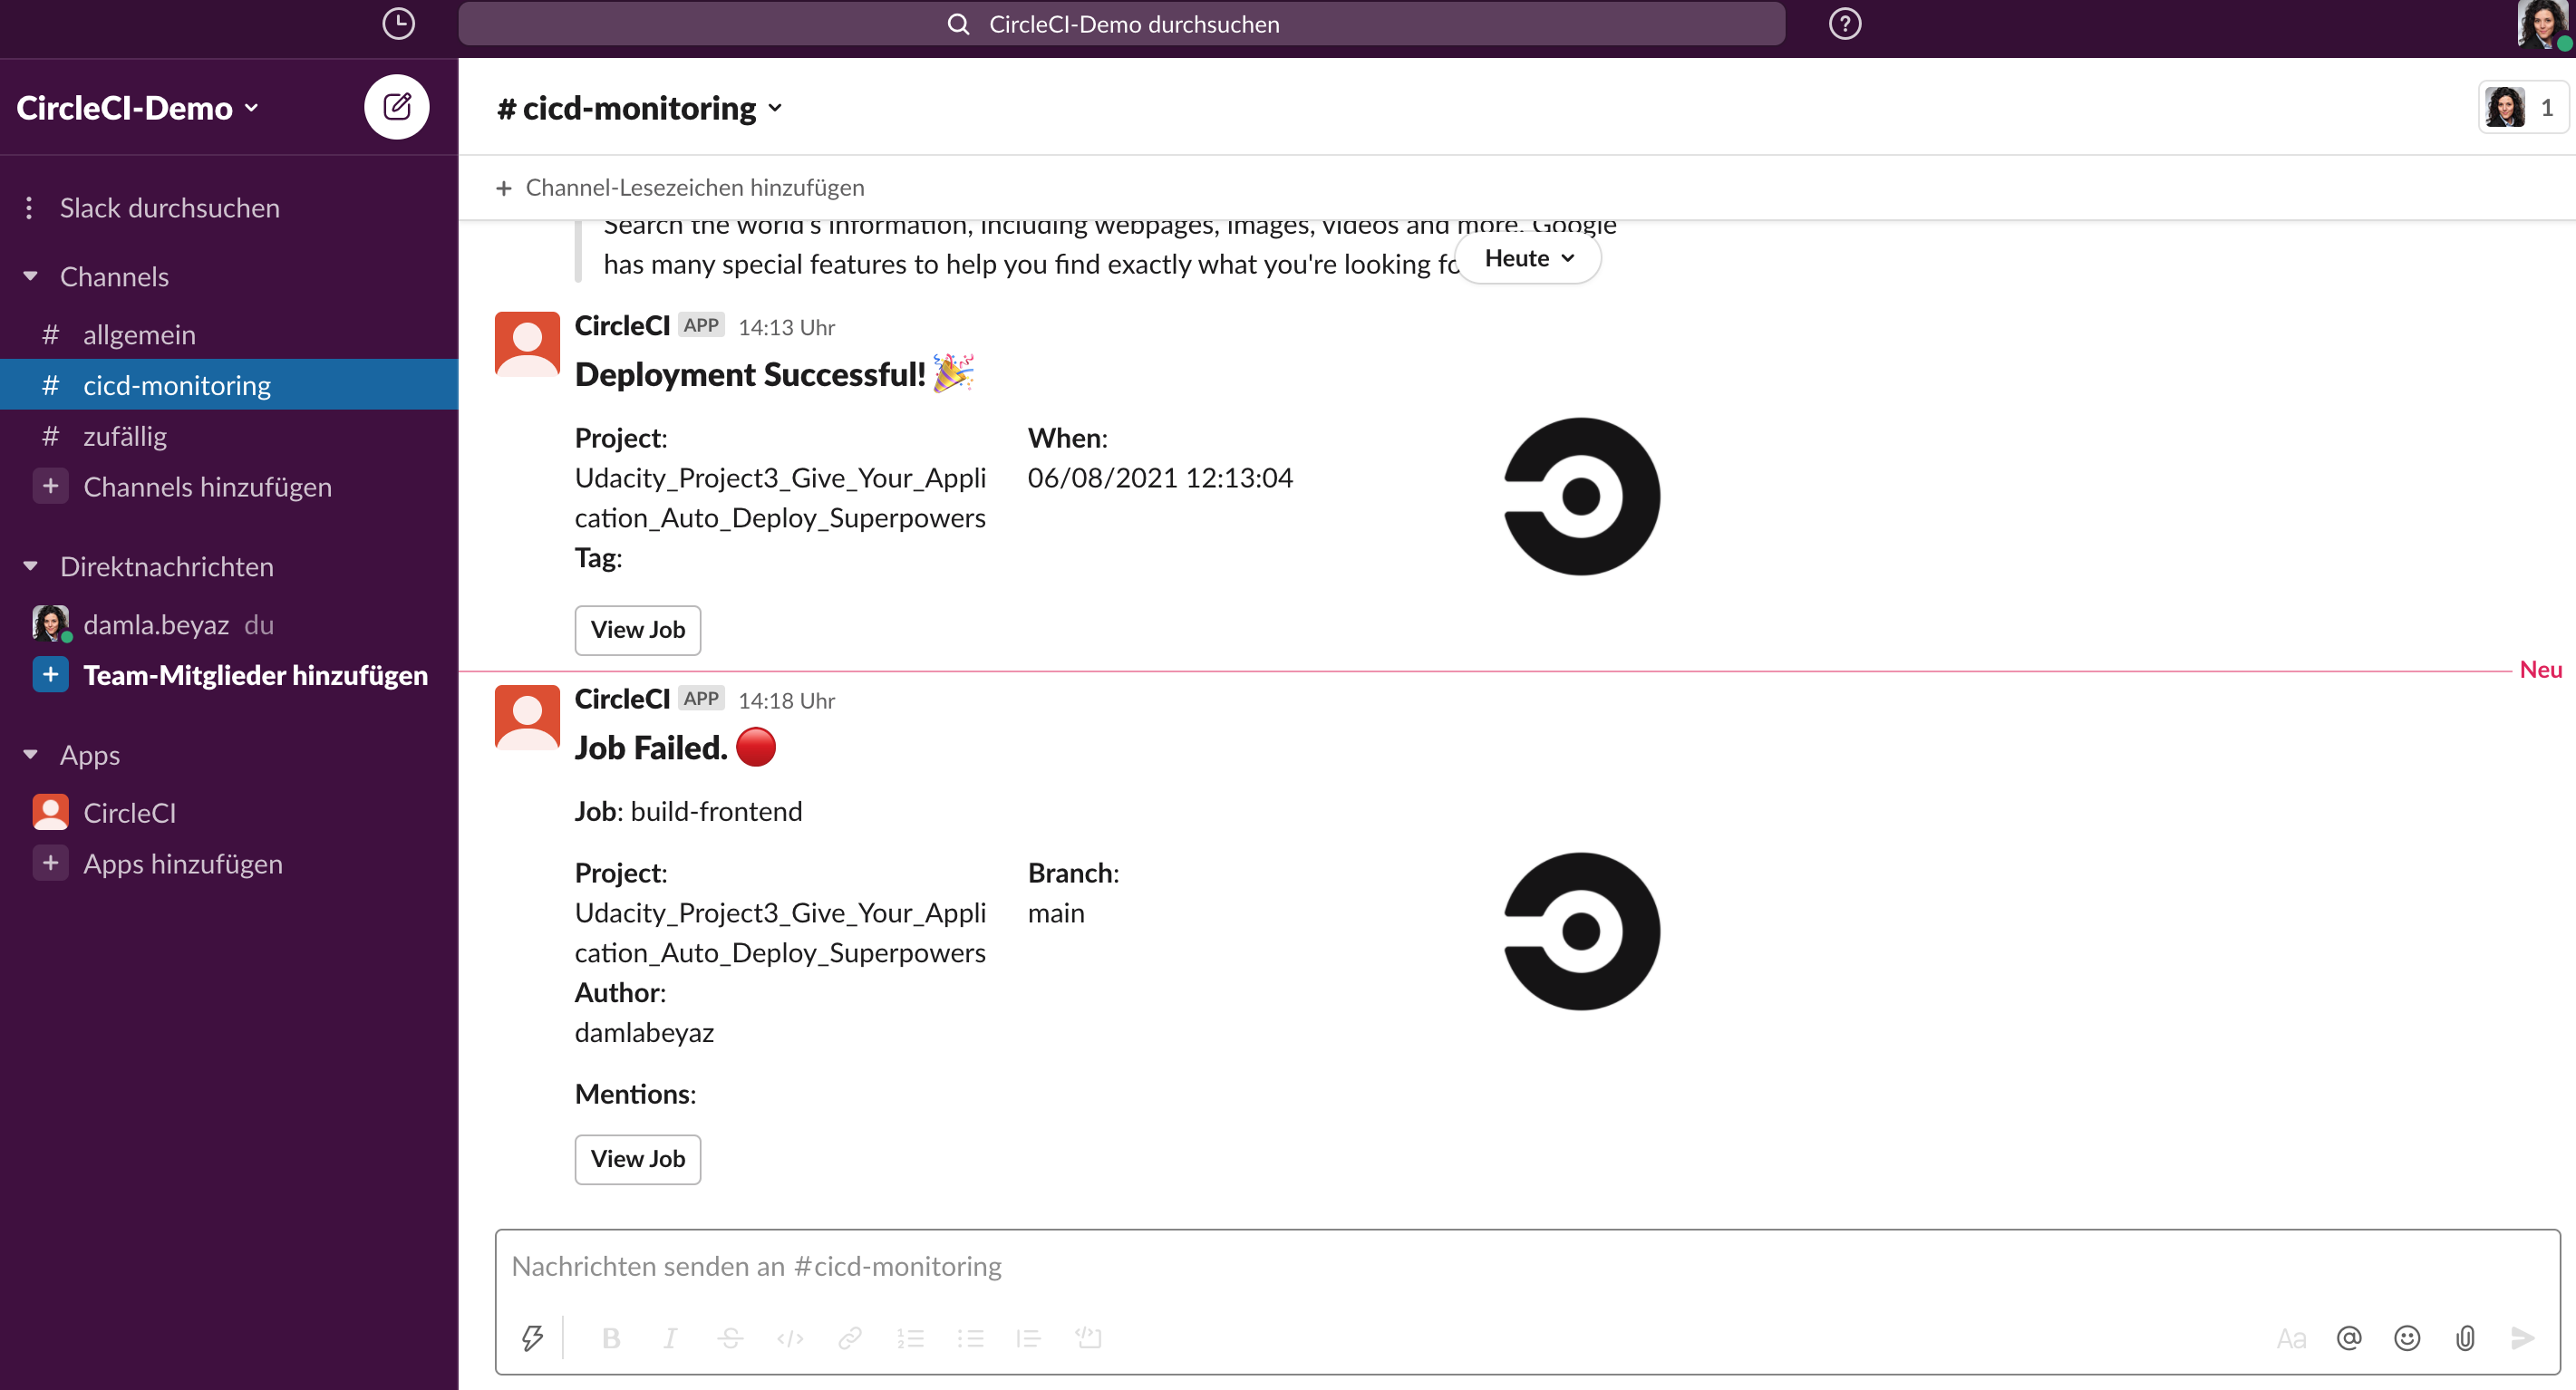 CircleCI-Demo durchsuchen
CircleCI-Demo
Slack durchsuchen
Channels
# allgemein
# cicd-monitoring
# zufällig
+ Channels hinzufügen
Direktnachrichten
damla.beyaz du
+ Team-Mitglieder hinzufügen
Apps
CircleCI
+ Apps hinzufügen
# cicd-monitoring
1
+ Channel-Lesezeichen hinzufügen
Search the world's information, including webpages, images, videos and more. Google
has many special features to help you find exactly what you're looking fo
Heute
CircleCI APP 14:13 Uhr
Deployment Successful! 🎉
Project:
Udacity_Project3_Give_Your_Appli
cation_Auto_Deploy_Superpowers
When:
06/08/2021 12:13:04
Tag:
View Job
Neu
CircleCI APP 14:18 Uhr
Job Failed. 🔴
Job: build-frontend
Project:
Udacity_Project3_Give_Your_Appli
cation_Auto_Deploy_Superpowers
Branch:
main
Author:
damlabeyaz
Mentions:
View Job
Nachrichten senden an #cicd-monitoring
Aa